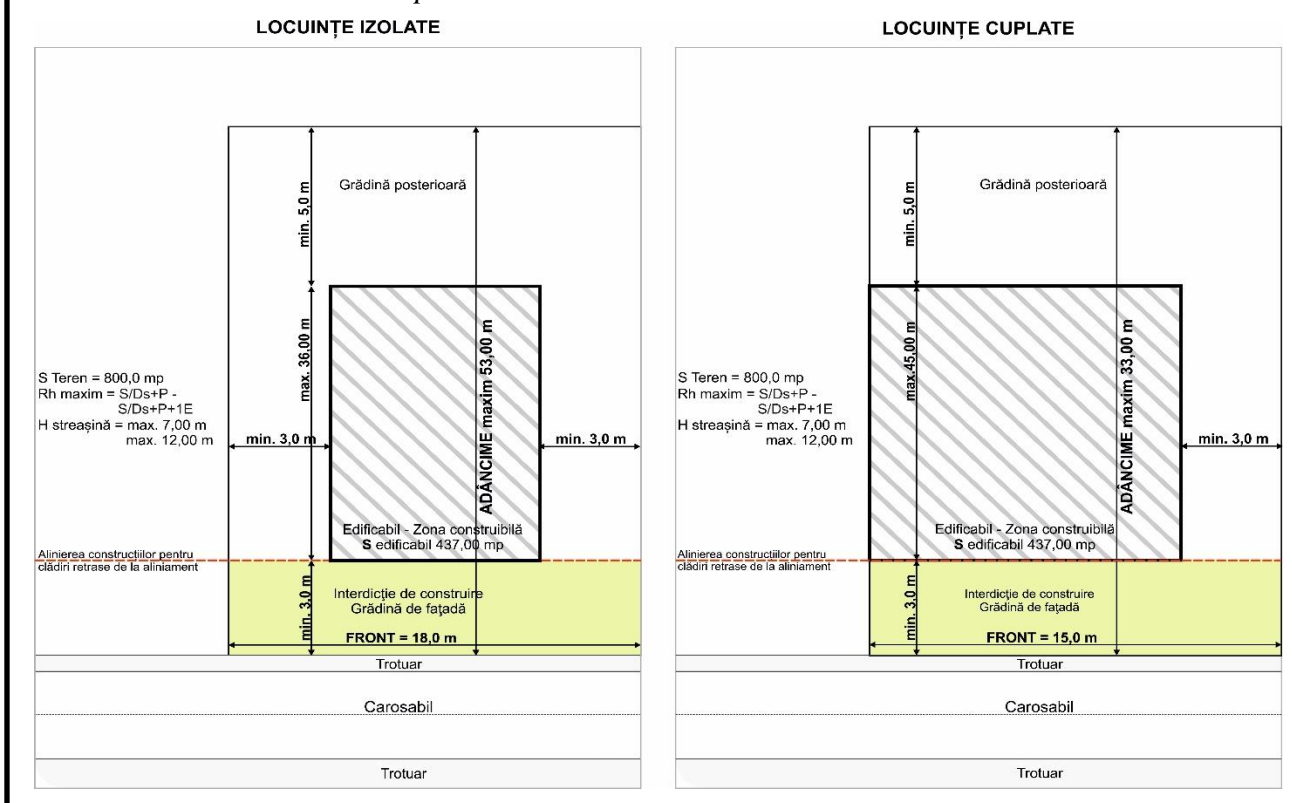 LOCUINȚE IZOLATE
min. 5,0 m
Grădină posterioară
max. 36,00 m
ADÂNCIME maxim 53,00 m
S Teren = 800,0 mp
Rh maxim = S/Ds+P -
S/Ds+P+1E
H streașină = max. 7,00 m
max. 12,00 m
min. 3,0 m
min. 3,0 m
Edificabil - Zona construibilă
S edificabil 437,00 mp
Alinierea construcțiilor pentru
clădiri retrase de la aliniament
min. 3,0 m
Interdicție de construire
Grădină de fațadă
FRONT = 18,0 m
Trotuar
Carosabil
Trotuar
LOCUINȚE CUPLATE
min. 5,0 m
Grădină posterioară
max.45,00 m
ADÂNCIME maxim 33,00 m
S Teren = 800,0 mp
Rh maxim = S/Ds+P -
S/Ds+P+1E
H streașină = max. 7,00 m
max. 12,00 m
min. 3,0 m
Edificabil - Zona construibilă
S edificabil 437,00 mp
Alinierea construcțiilor pentru
clădiri retrase de la aliniament
min. 3,0 m
Interdicție de construire
Grădină de fațadă
FRONT = 15,0 m
Trotuar
Carosabil
Trotuar